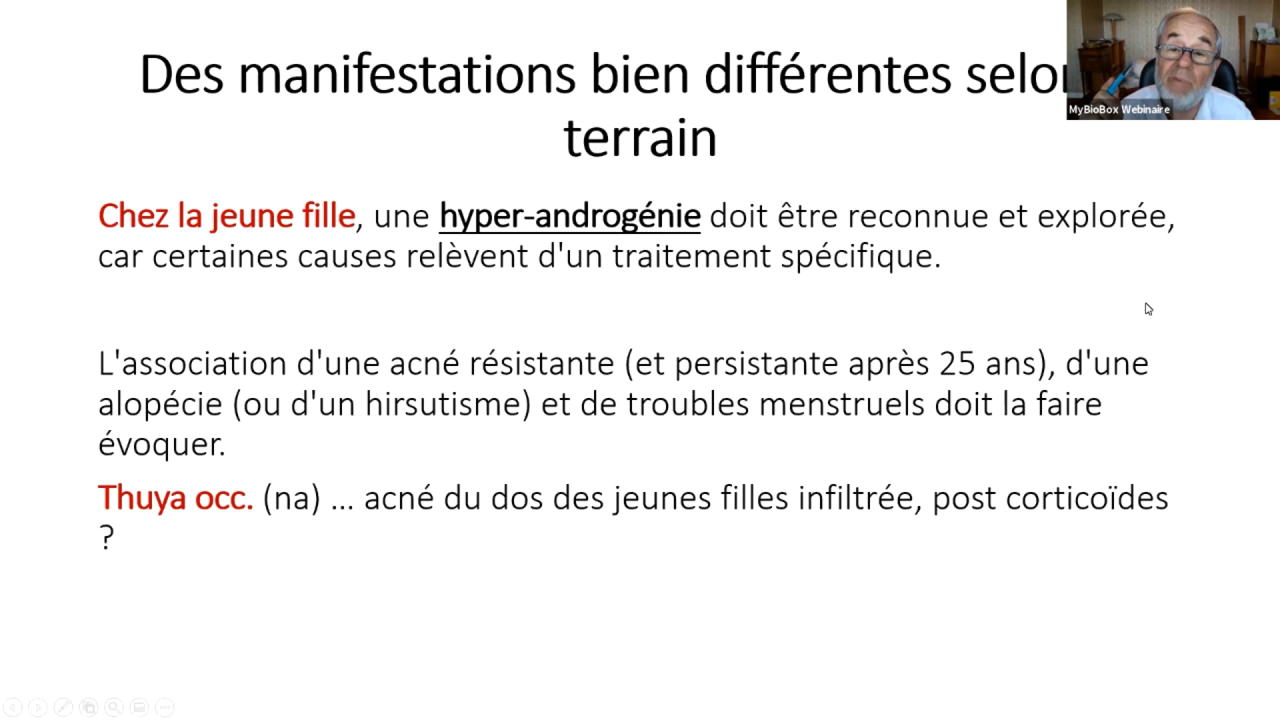 Des manifestations bien différentes selon
terrain
MyBioBox Webinaire
Chez la jeune fille, une hyper-androgénie doit être reconnue et explorée,
car certaines causes relèvent d'un traitement spécifique.
L'association d'une acné résistante (et persistante après 25 ans), d'une
alopécie (ou d'un hirsutisme) et de troubles menstruels doit la faire
évoquer.
Thuya occ. (na) ... acné du dos des jeunes filles infiltrée, post corticoïdes
?